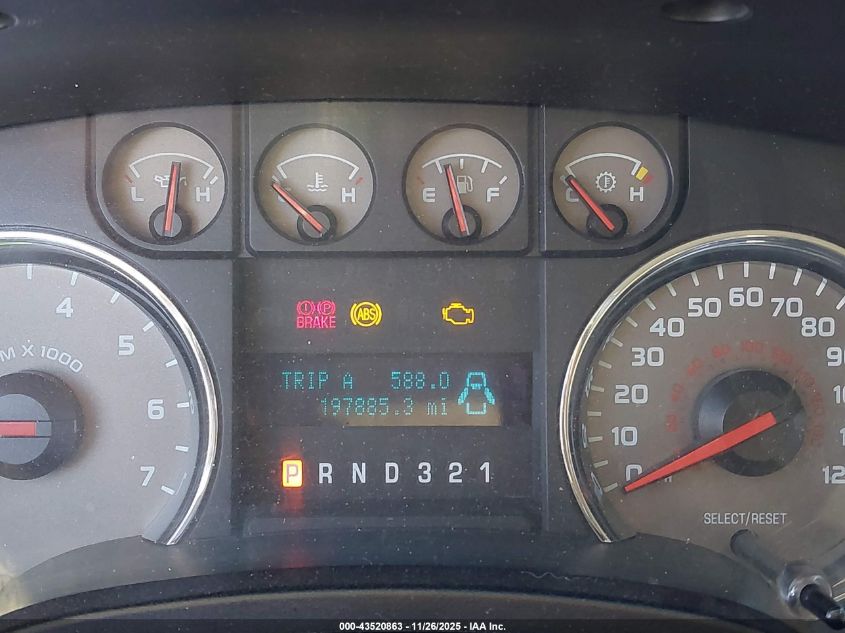 L H
C H
E F
C H
M X 1000
4
5
6
7
BRAKE
ABS
TRIP A 588.0
197885.3 mi
P R N D 3 2 1
0
10
20
30
40
50
60
70
80
SELECT/RESET
000-43520863 - 11/26/2025 - IAA Inc.